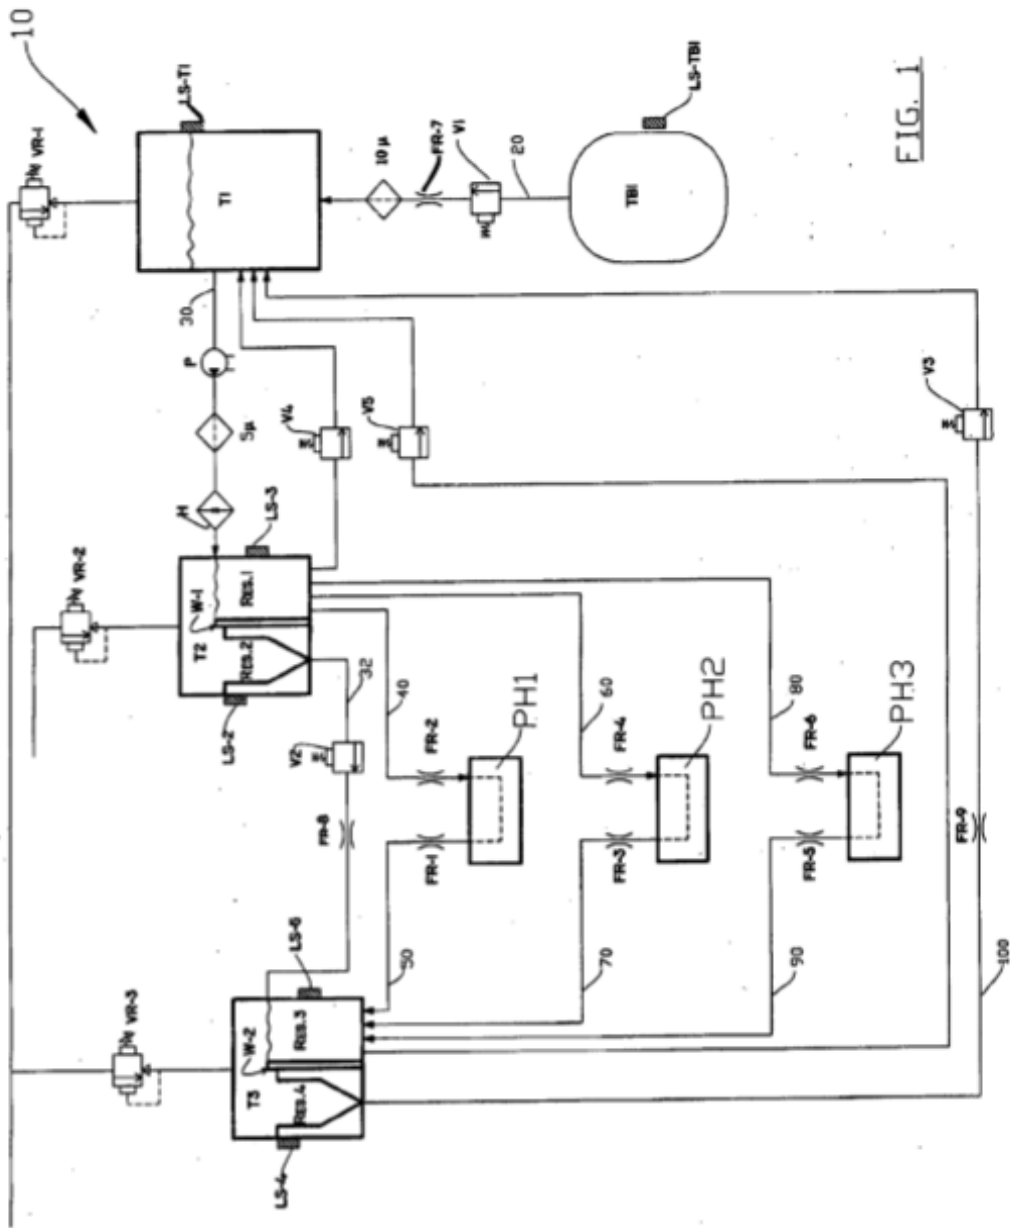 10
VR-1
LS-T1
T1
10 µ
FR-7
V1
20
TB1
LS-TB1
FIG. 1
30
P
5µ
H
V4
V5
V3
LS-3
VR-2
W-1
RES.1
T2
RES.2
LS-2
32
V2
FR-8
40
FR-2
PH1
FR-1
50
60
FR-4
PH2
FR-3
70
80
FR-6
PH3
FR-5
90
FR-9
100
VR-3
LS-6
W-2
RES.3
T3
RES.4
LS-4